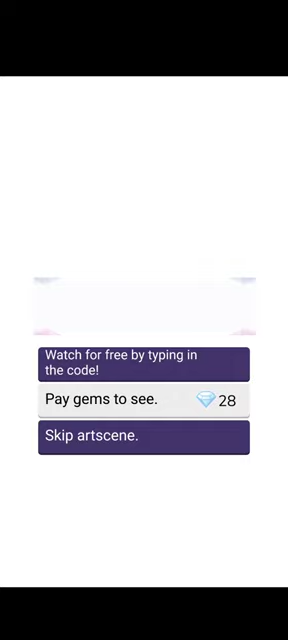 Watch for free by typing in
the code!
Pay gems to see. 28
Skip artscene.